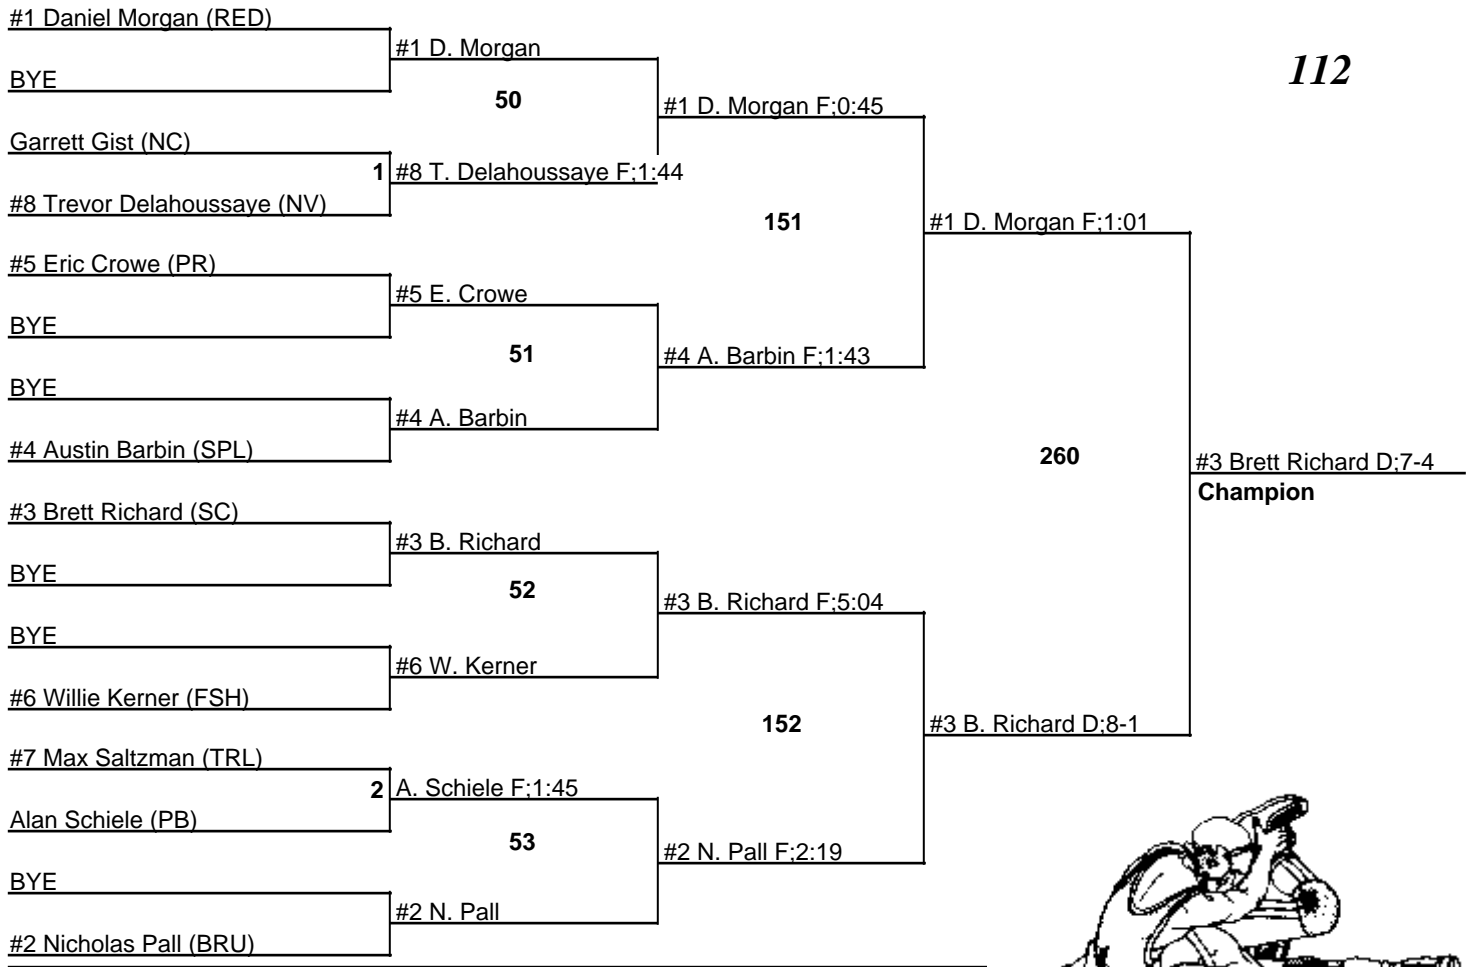 #1 Daniel Morgan (RED)
BYE
Garrett Gist (NC)
#8 Trevor Delahoussaye (NV)
#5 Eric Crowe (PR)
BYE
BYE
#4 Austin Barbin (SPL)
#3 Brett Richard (SC)
BYE
BYE
#6 Willie Kerner (FSH)
#7 Max Saltzman (TRL)
Alan Schiele (PB)
BYE
#2 Nicholas Pall (BRU)
#1 D. Morgan
50
1 #8 T. Delahoussaye F;1:44
#5 E. Crowe
51
#4 A. Barbin
#3 B. Richard
52
#6 W. Kerner
2 A. Schiele F;1:45
53
#2 N. Pall
#1 D. Morgan F;0:45
151
#4 A. Barbin F;1:43
#3 B. Richard F;5:04
152
#2 N. Pall F;2:19
#1 D. Morgan F;1:01
260
#3 B. Richard D;8-1
112
#3 Brett Richard D;7-4
Champion